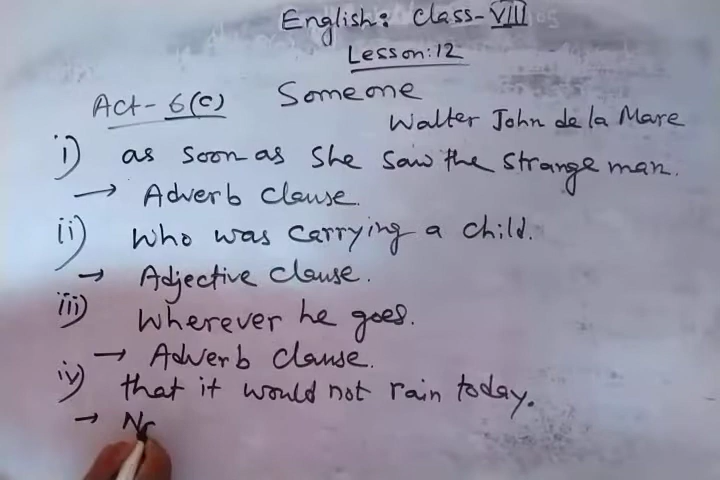 English: Class-VIII
Lesson:12
Act- 6(c) Someone
Walter John de la Mare
i) as soon as She saw the strange man.
→ Adverb clause.
ii) who was carrying a child.
→ Adjective clause.
iii) wherever he goes.
→ Adverb clause.
iv) that it would not rain today.
→ No